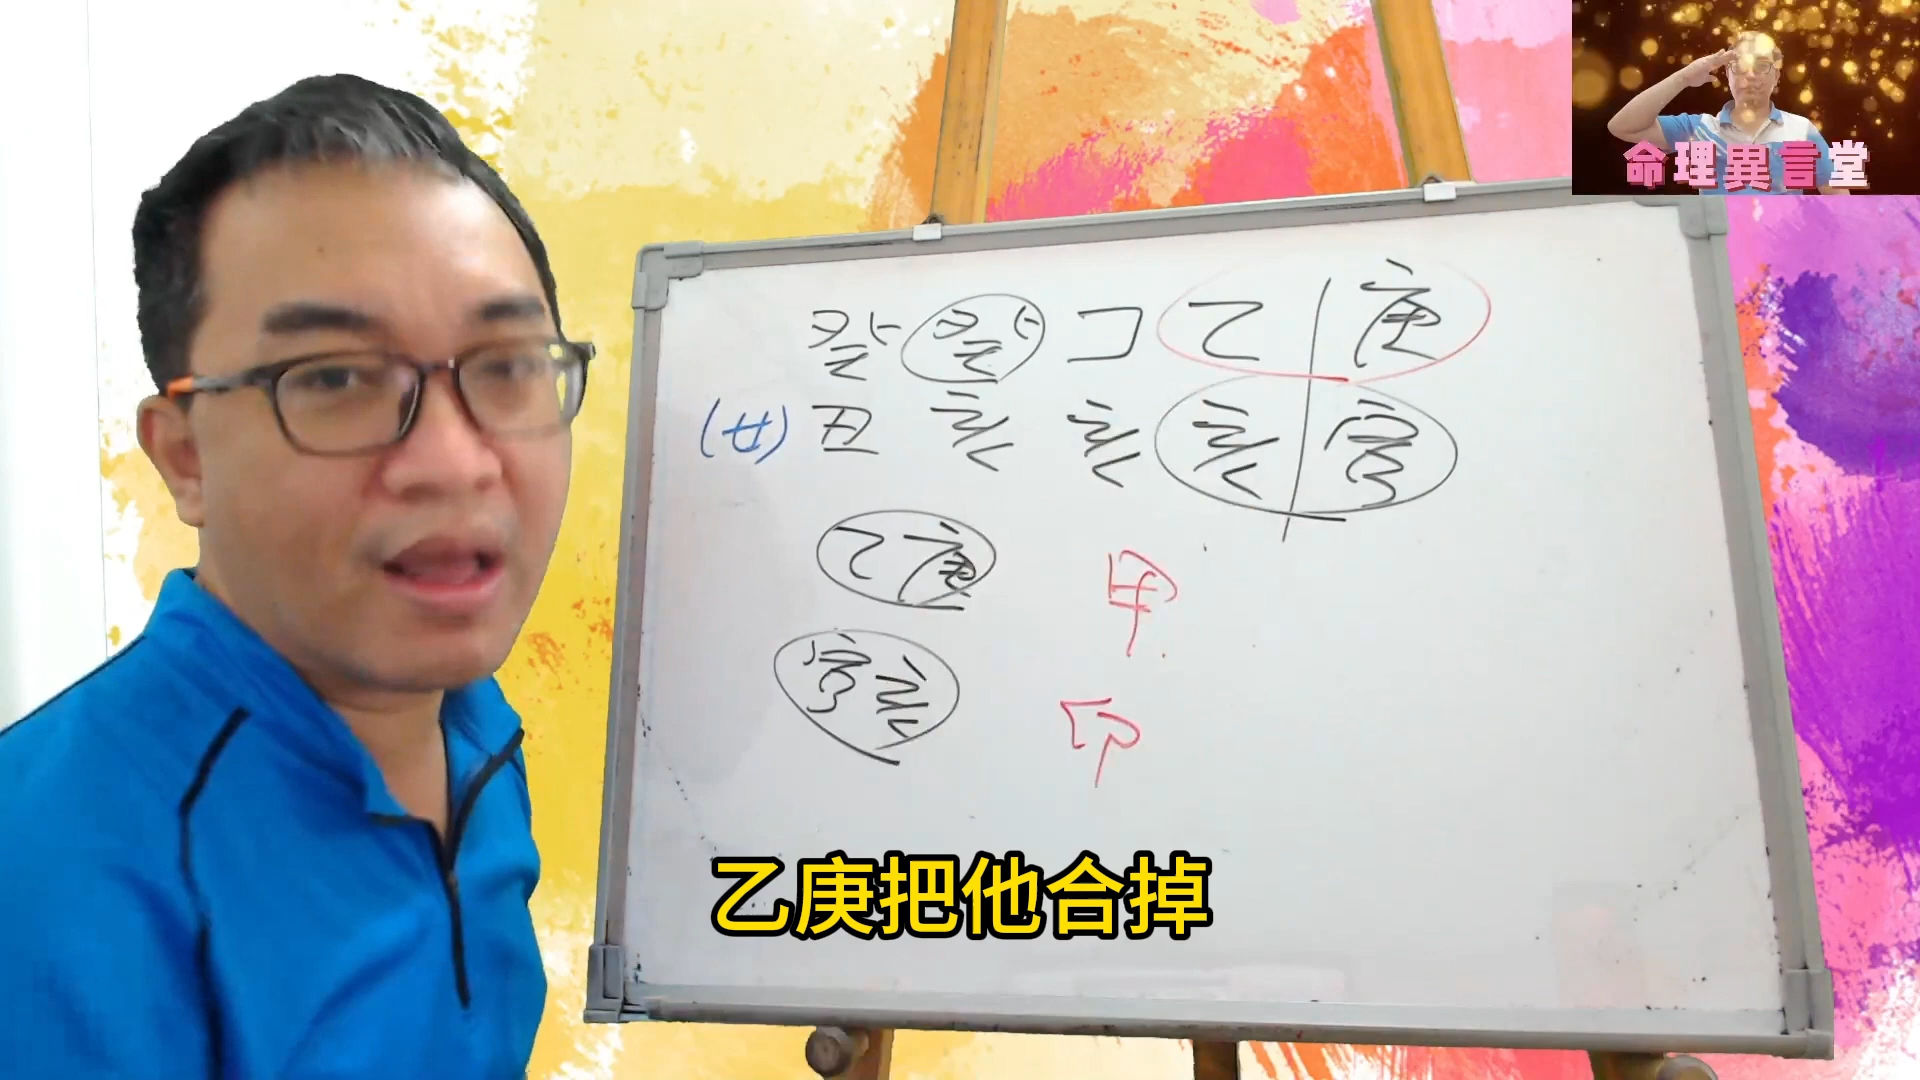 命理異言堂
癸 癸 己 乙 庚
(廿) 丑 亥 亥 亥 寅
乙庚
寅亥
甲
卯
乙庚把他合掉